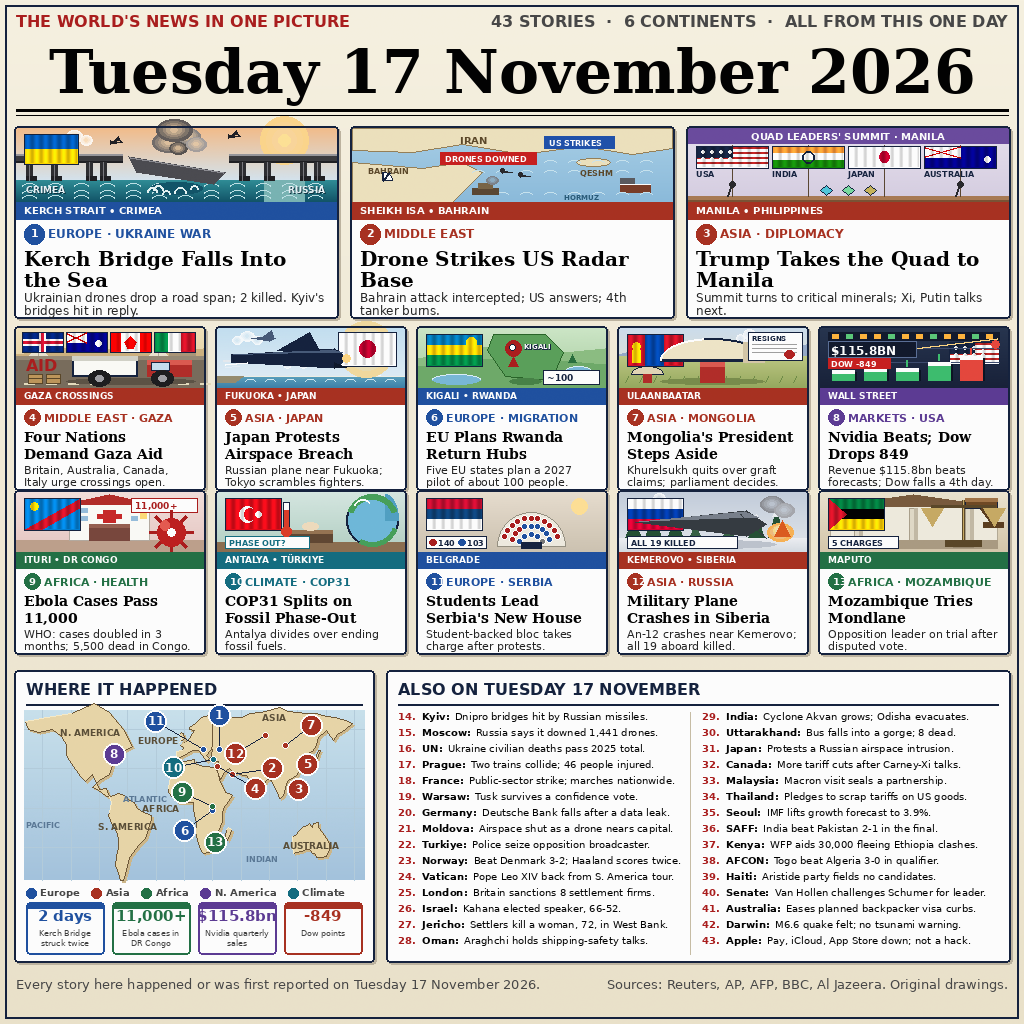 THE WORLD'S NEWS IN ONE PICTURE
43 STORIES · 6 CONTINENTS · ALL FROM THIS ONE DAY
Tuesday 17 November 2026
CRIMEA
RUSSIA
KERCH STRAIT • CRIMEA
1 EUROPE · UKRAINE WAR
Kerch Bridge Falls Into
the Sea
Ukrainian drones drop a road span; 2 killed. Kyiv's
bridges hit in reply.
IRAN
US STRIKES
DRONES DOWNED
BAHRAIN
QESHM
HORMUZ
SHEIKH ISA • BAHRAIN
2 MIDDLE EAST
Drone Strikes US Radar
Base
Bahrain attack intercepted; US answers; 4th
tanker burns.
QUAD LEADERS' SUMMIT · MANILA
USA
INDIA
JAPAN
AUSTRALIA
MANILA • PHILIPPINES
3 ASIA · DIPLOMACY
Trump Takes the Quad to
Manila
Summit turns to critical minerals; Xi, Putin talks
next.
AID
GAZA CROSSINGS
4 MIDDLE EAST · GAZA
Four Nations
Demand Gaza Aid
Britain, Australia, Canada,
Italy urge crossings open.
FUKUOKA • JAPAN
5 ASIA · JAPAN
Japan Protests
Airspace Breach
Russian plane near Fukuoka;
Tokyo scrambles fighters.
KIGALI
~100
KIGALI • RWANDA
6 EUROPE · MIGRATION
EU Plans Rwanda
Return Hubs
Five EU states plan a 2027
pilot of about 100 people.
RESIGNS
ULAANBAATAR
7 ASIA · MONGOLIA
Mongolia's President
Steps Aside
Khurelsukh quits over graft
claims; parliament decides.
$115.8BN
DOW -849
WALL STREET
8 MARKETS · USA
Nvidia Beats; Dow
Drops 849
Revenue $115.8bn beats
forecasts; Dow falls a 4th day.
11,000+
ITURI • DR CONGO
9 AFRICA · HEALTH
Ebola Cases Pass
11,000
WHO: cases doubled in 3
months; 5,500 dead in Congo.
PHASE OUT?
ANTALYA • TÜRKIYE
10 CLIMATE · COP31
COP31 Splits on
Fossil Phase-Out
Antalya divides over ending
fossil fuels.
140 103
BELGRADE
11 EUROPE · SERBIA
Students Lead
Serbia's New House
Student-backed bloc takes
charge after protests.
ALL 19 KILLED
KEMEROVO • SIBERIA
12 ASIA · RUSSIA
Military Plane
Crashes in Siberia
An-12 crashes near Kemerovo;
all 19 aboard killed.
5 CHARGES
MAPUTO
13 AFRICA · MOZAMBIQUE
Mozambique Tries
Mondlane
Opposition leader on trial after
disputed vote.
WHERE IT HAPPENED
N. AMERICA
EUROPE
ASIA
ATLANTIC
AFRICA
PACIFIC
S. AMERICA
INDIAN
AUSTRALIA
11
1
7
8
12
10
2
5
9
4
3
6
13
Europe Asia Africa N. America Climate
2 days
Kerch Bridge
struck twice
11,000+
Ebola cases in
DR Congo
$115.8bn
Nvidia quarterly
sales
-849
Dow points
ALSO ON TUESDAY 17 NOVEMBER
14. Kyiv: Dnipro bridges hit by Russian missiles.
15. Moscow: Russia says it downed 1,441 drones.
16. UN: Ukraine civilian deaths pass 2025 total.
17. Prague: Two trains collide; 46 people injured.
18. France: Public-sector strike; marches nationwide.
19. Warsaw: Tusk survives a confidence vote.
20. Germany: Deutsche Bank falls after a data leak.
21. Moldova: Airspace shut as a drone nears capital.
22. Turkiye: Police seize opposition broadcaster.
23. Norway: Beat Denmark 3-2; Haaland scores twice.
24. Vatican: Pope Leo XIV back from S. America tour.
25. London: Britain sanctions 8 settlement firms.
26. Israel: Kahana elected speaker, 66-52.
27. Jericho: Settlers kill a woman, 72, in West Bank.
28. Oman: Araghchi holds shipping-safety talks.
29. India: Cyclone Akvan grows; Odisha evacuates.
30. Uttarakhand: Bus falls into a gorge; 8 dead.
31. Japan: Protests a Russian airspace intrusion.
32. Canada: More tariff cuts after Carney-Xi talks.
33. Malaysia: Macron visit seals a partnership.
34. Thailand: Pledges to scrap tariffs on US goods.
35. Seoul: IMF lifts growth forecast to 3.9%.
36. SAFF: India beat Pakistan 2-1 in the final.
37. Kenya: WFP aids 30,000 fleeing Ethiopia clashes.
38. AFCON: Togo beat Algeria 3-0 in qualifier.
39. Haiti: Aristide party fields no candidates.
40. Senate: Van Hollen challenges Schumer for leader.
41. Australia: Eases planned backpacker visa curbs.
42. Darwin: M6.6 quake felt; no tsunami warning.
43. Apple: Pay, iCloud, App Store down; not a hack.
Every story here happened or was first reported on Tuesday 17 November 2026.
Sources: Reuters, AP, AFP, BBC, Al Jazeera. Original drawings.